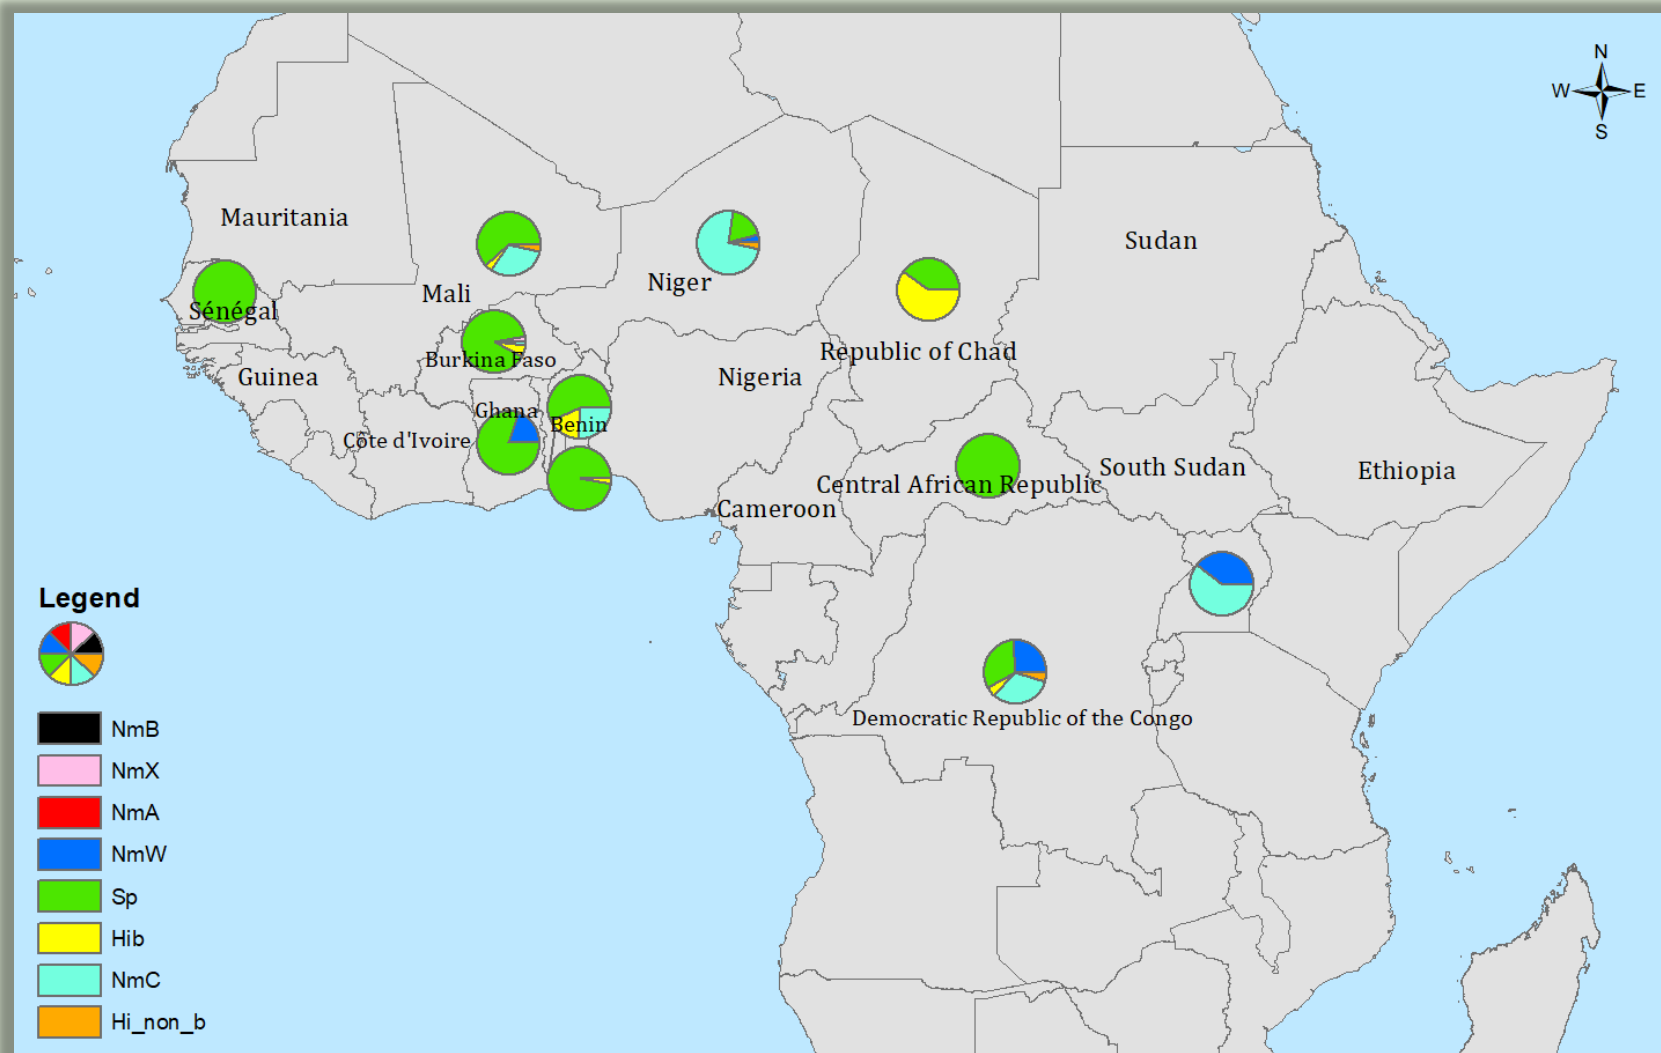 N
W E
S
Mauritania
Sudan
Niger
Mali
Sénégal
Republic of Chad
Burkina Faso
Guinea
Nigeria
Ghana
Benin
Côte d'Ivoire
South Sudan
Ethiopia
Central African Republic
Cameroon
Democratic Republic of the Congo
Legend
NmB
NmX
NmA
NmW
Sp
Hib
NmC
Hi_non_b